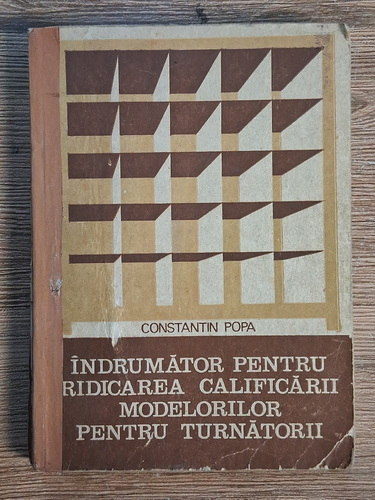 CONSTANTIN POPA
ÎNDRUMĂTOR PENTRU
RIDICAREA CALIFICĂRII
MODELORILOR
PENTRU TURNĂTORII